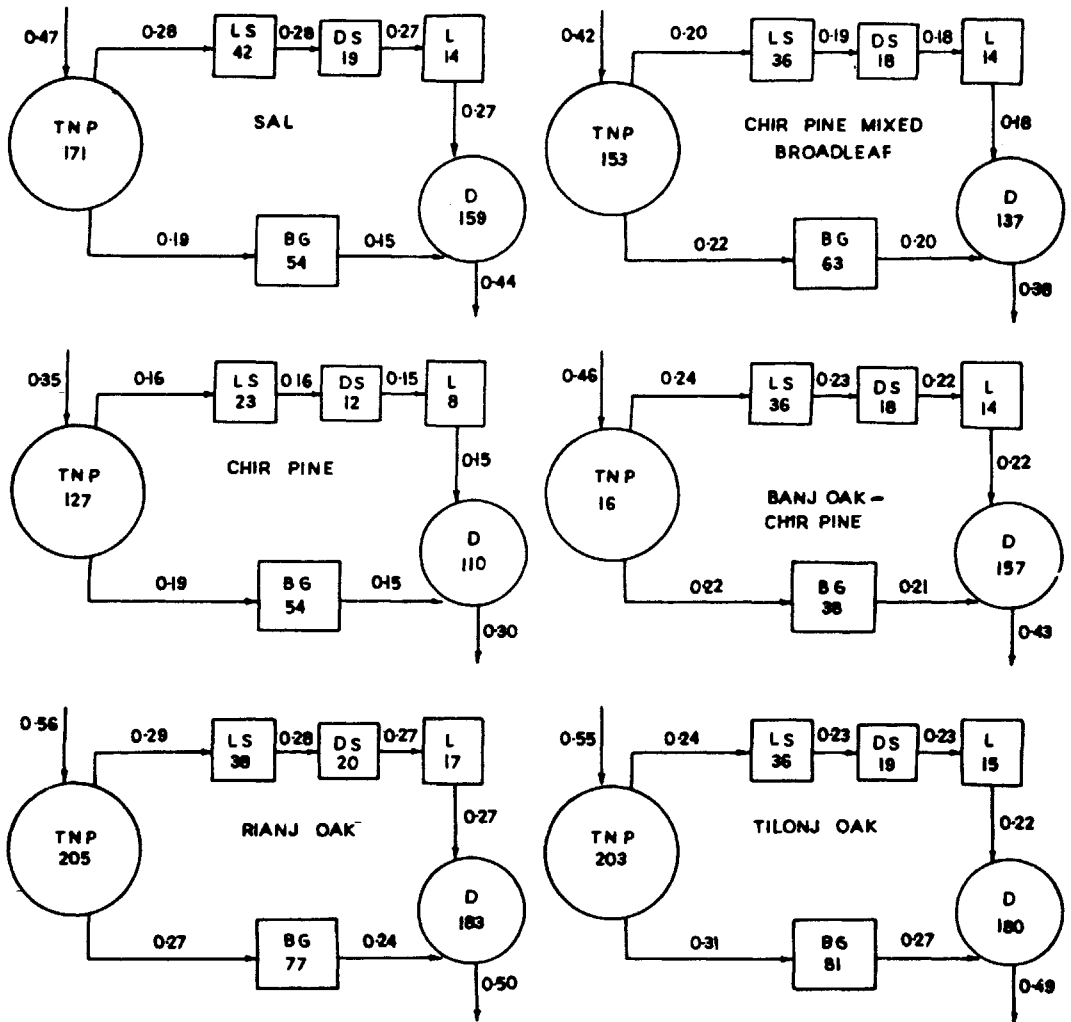 0.47
0.28
LS
42
0.28
DS
19
0.27
L
14
TNP
171
SAL
0.27
D
159
0.19
BG
54
0.15
0.44
0.42
0.20
LS
36
0.19
DS
18
0.18
L
14
TNP
153
CHIR PINE MIXED
BROADLEAF
0.18
D
137
0.22
BG
63
0.20
0.38
0.35
0.16
LS
23
0.16
DS
12
0.15
L
8
TNP
127
CHIR PINE
0.15
D
110
0.19
BG
54
0.15
0.30
0.46
0.24
LS
36
0.23
DS
18
0.22
L
14
TNP
16
BANJ OAK –
CHIR PINE
0.22
D
157
0.22
BG
38
0.21
0.43
0.56
0.29
LS
38
0.28
DS
20
0.27
L
17
TNP
205
RIANJ OAK
0.27
D
183
0.27
BG
77
0.24
0.50
0.55
0.24
LS
36
0.23
DS
19
0.23
L
15
TNP
203
TILONJ OAK
0.22
D
180
0.31
BG
81
0.27
0.49